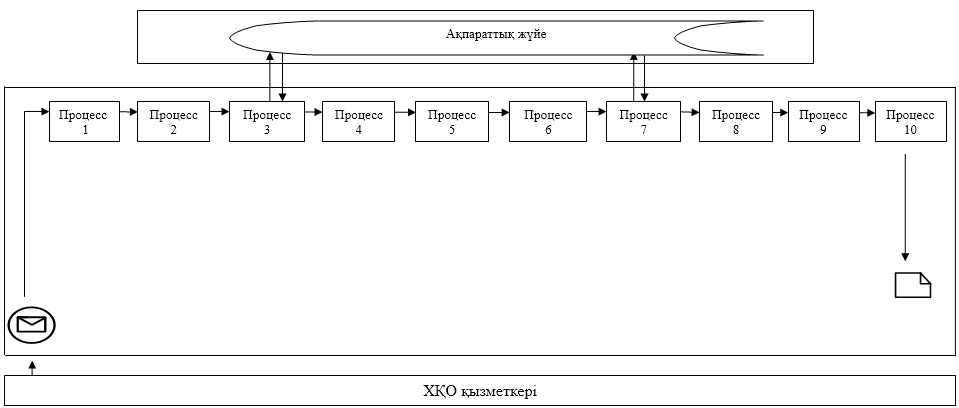 Ақпараттық жүйе
Процесс
1
Процесс
2
Процесс
3
Процесс
4
Процесс
5
Процесс
6
Процесс
7
Процесс
8
Процесс
9
Процесс
10
ХҚО қызметкері